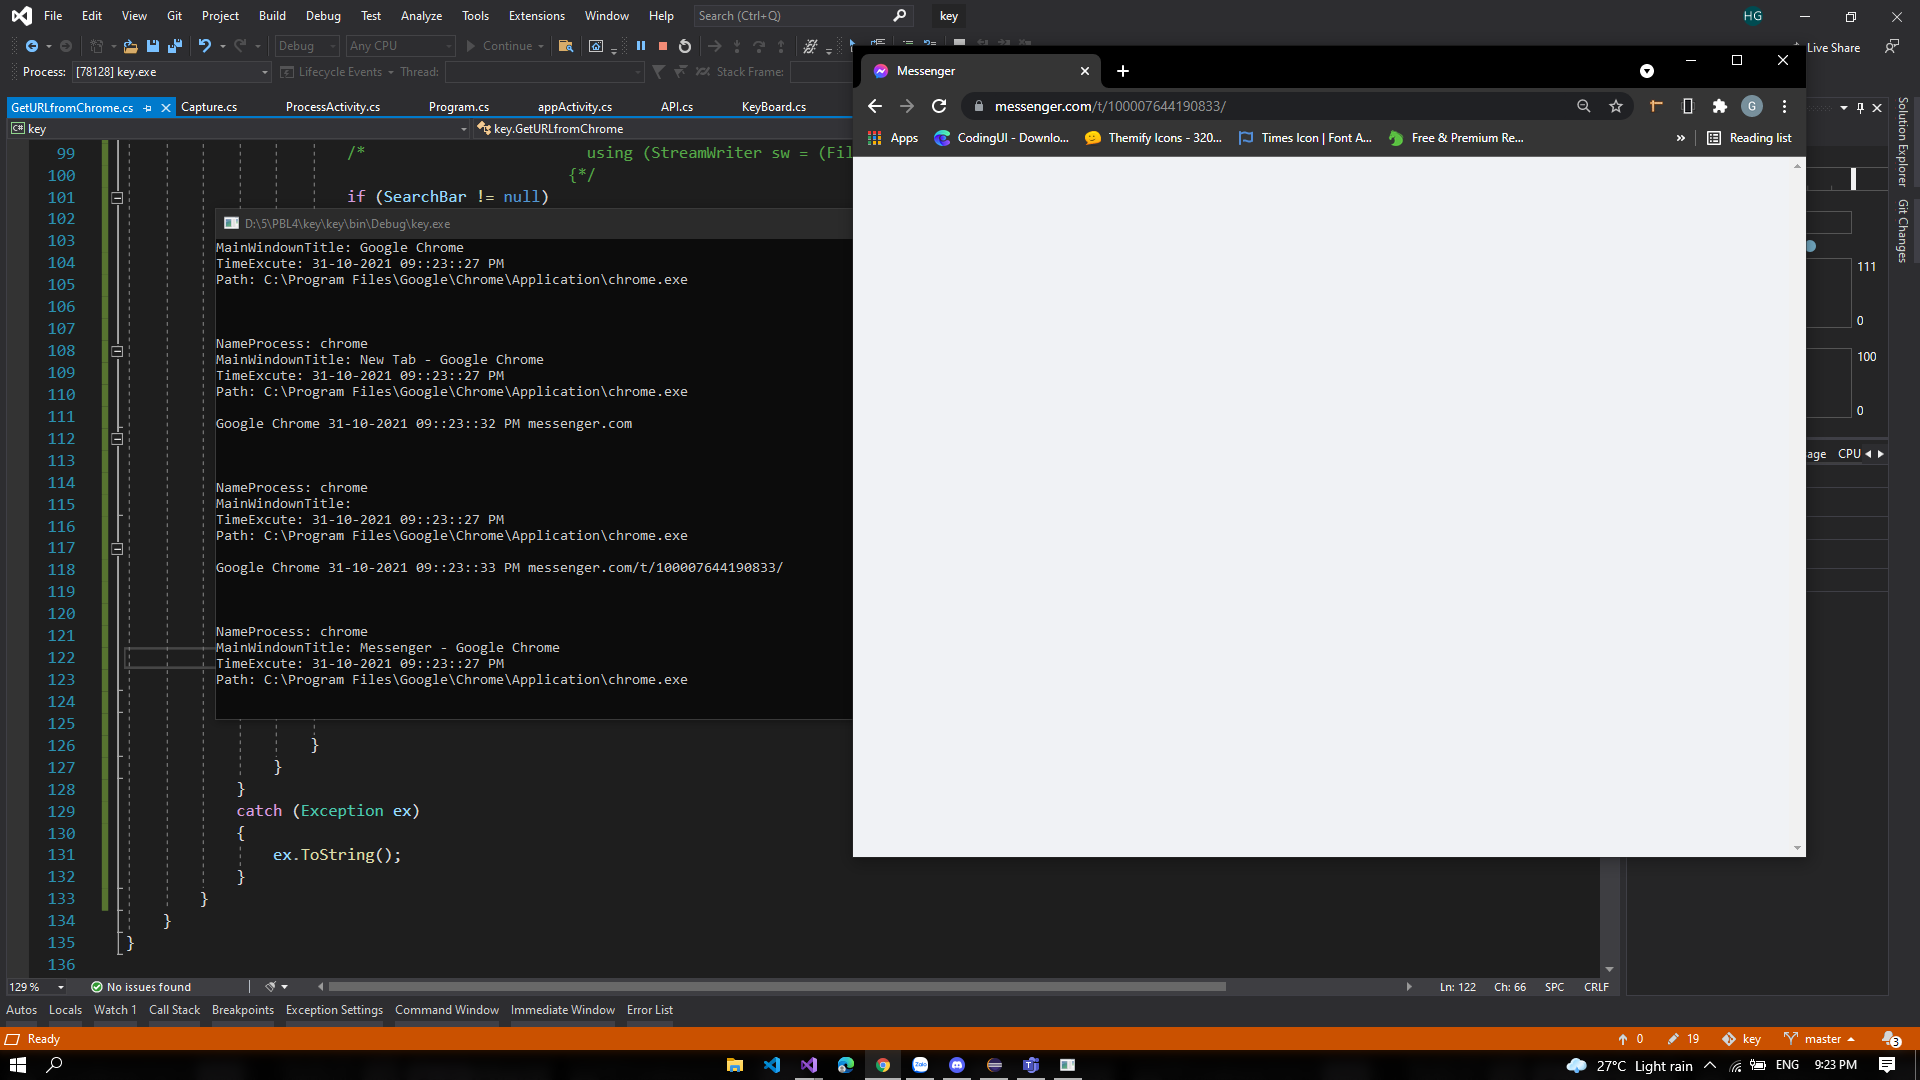 File Edit View Git Project Build Debug Test Analyze Tools Extensions Window Help Search (Ctrl+Q) key HG
Debug Any CPU Continue Live Share
Process: [78128] key.exe Lifecycle Events Thread: Stack Frame:
GetURLfromChrome.cs Capture.cs ProcessActivity.cs Program.cs appActivity.cs API.cs KeyBoard.cs
key key.GetURLfromChrome
99 /* using (StreamWriter sw = (Fil
100 {*/
101 if (SearchBar != null)
102
103
104
105
106
107
108
109
110
111
112
113
114
115
116
117
118
119
120
121
122
123
124
125
126 }
127 }
128 }
129 catch (Exception ex)
130 {
131 ex.ToString();
132 }
133 }
134 }
135 }
136
D:\5\PBL4\key\key\bin\Debug\key.exe
MainWindownTitle: Google Chrome
TimeExcute: 31-10-2021 09::23::27 PM
Path: C:\Program Files\Google\Chrome\Application\chrome.exe
NameProcess: chrome
MainWindownTitle: New Tab - Google Chrome
TimeExcute: 31-10-2021 09::23::27 PM
Path: C:\Program Files\Google\Chrome\Application\chrome.exe
Google Chrome 31-10-2021 09::23::32 PM messenger.com
NameProcess: chrome
MainWindownTitle:
TimeExcute: 31-10-2021 09::23::27 PM
Path: C:\Program Files\Google\Chrome\Application\chrome.exe
Google Chrome 31-10-2021 09::23::33 PM messenger.com/t/100007644190833/
NameProcess: chrome
MainWindownTitle: Messenger - Google Chrome
TimeExcute: 31-10-2021 09::23::27 PM
Path: C:\Program Files\Google\Chrome\Application\chrome.exe
Messenger
messenger.com/t/100007644190833/ G
Apps CodingUI - Downlo... Themify Icons - 320... Times Icon | Font A... Free & Premium Re... » Reading list
Solution Explorer
Git Changes
111
0
100
0
age CPU
129 % No issues found Ln: 122 Ch: 66 SPC CRLF
Autos Locals Watch 1 Call Stack Breakpoints Exception Settings Command Window Immediate Window Error List
Ready 0 19 key master 3
Zalo 27°C Light rain ENG 9:23 PM